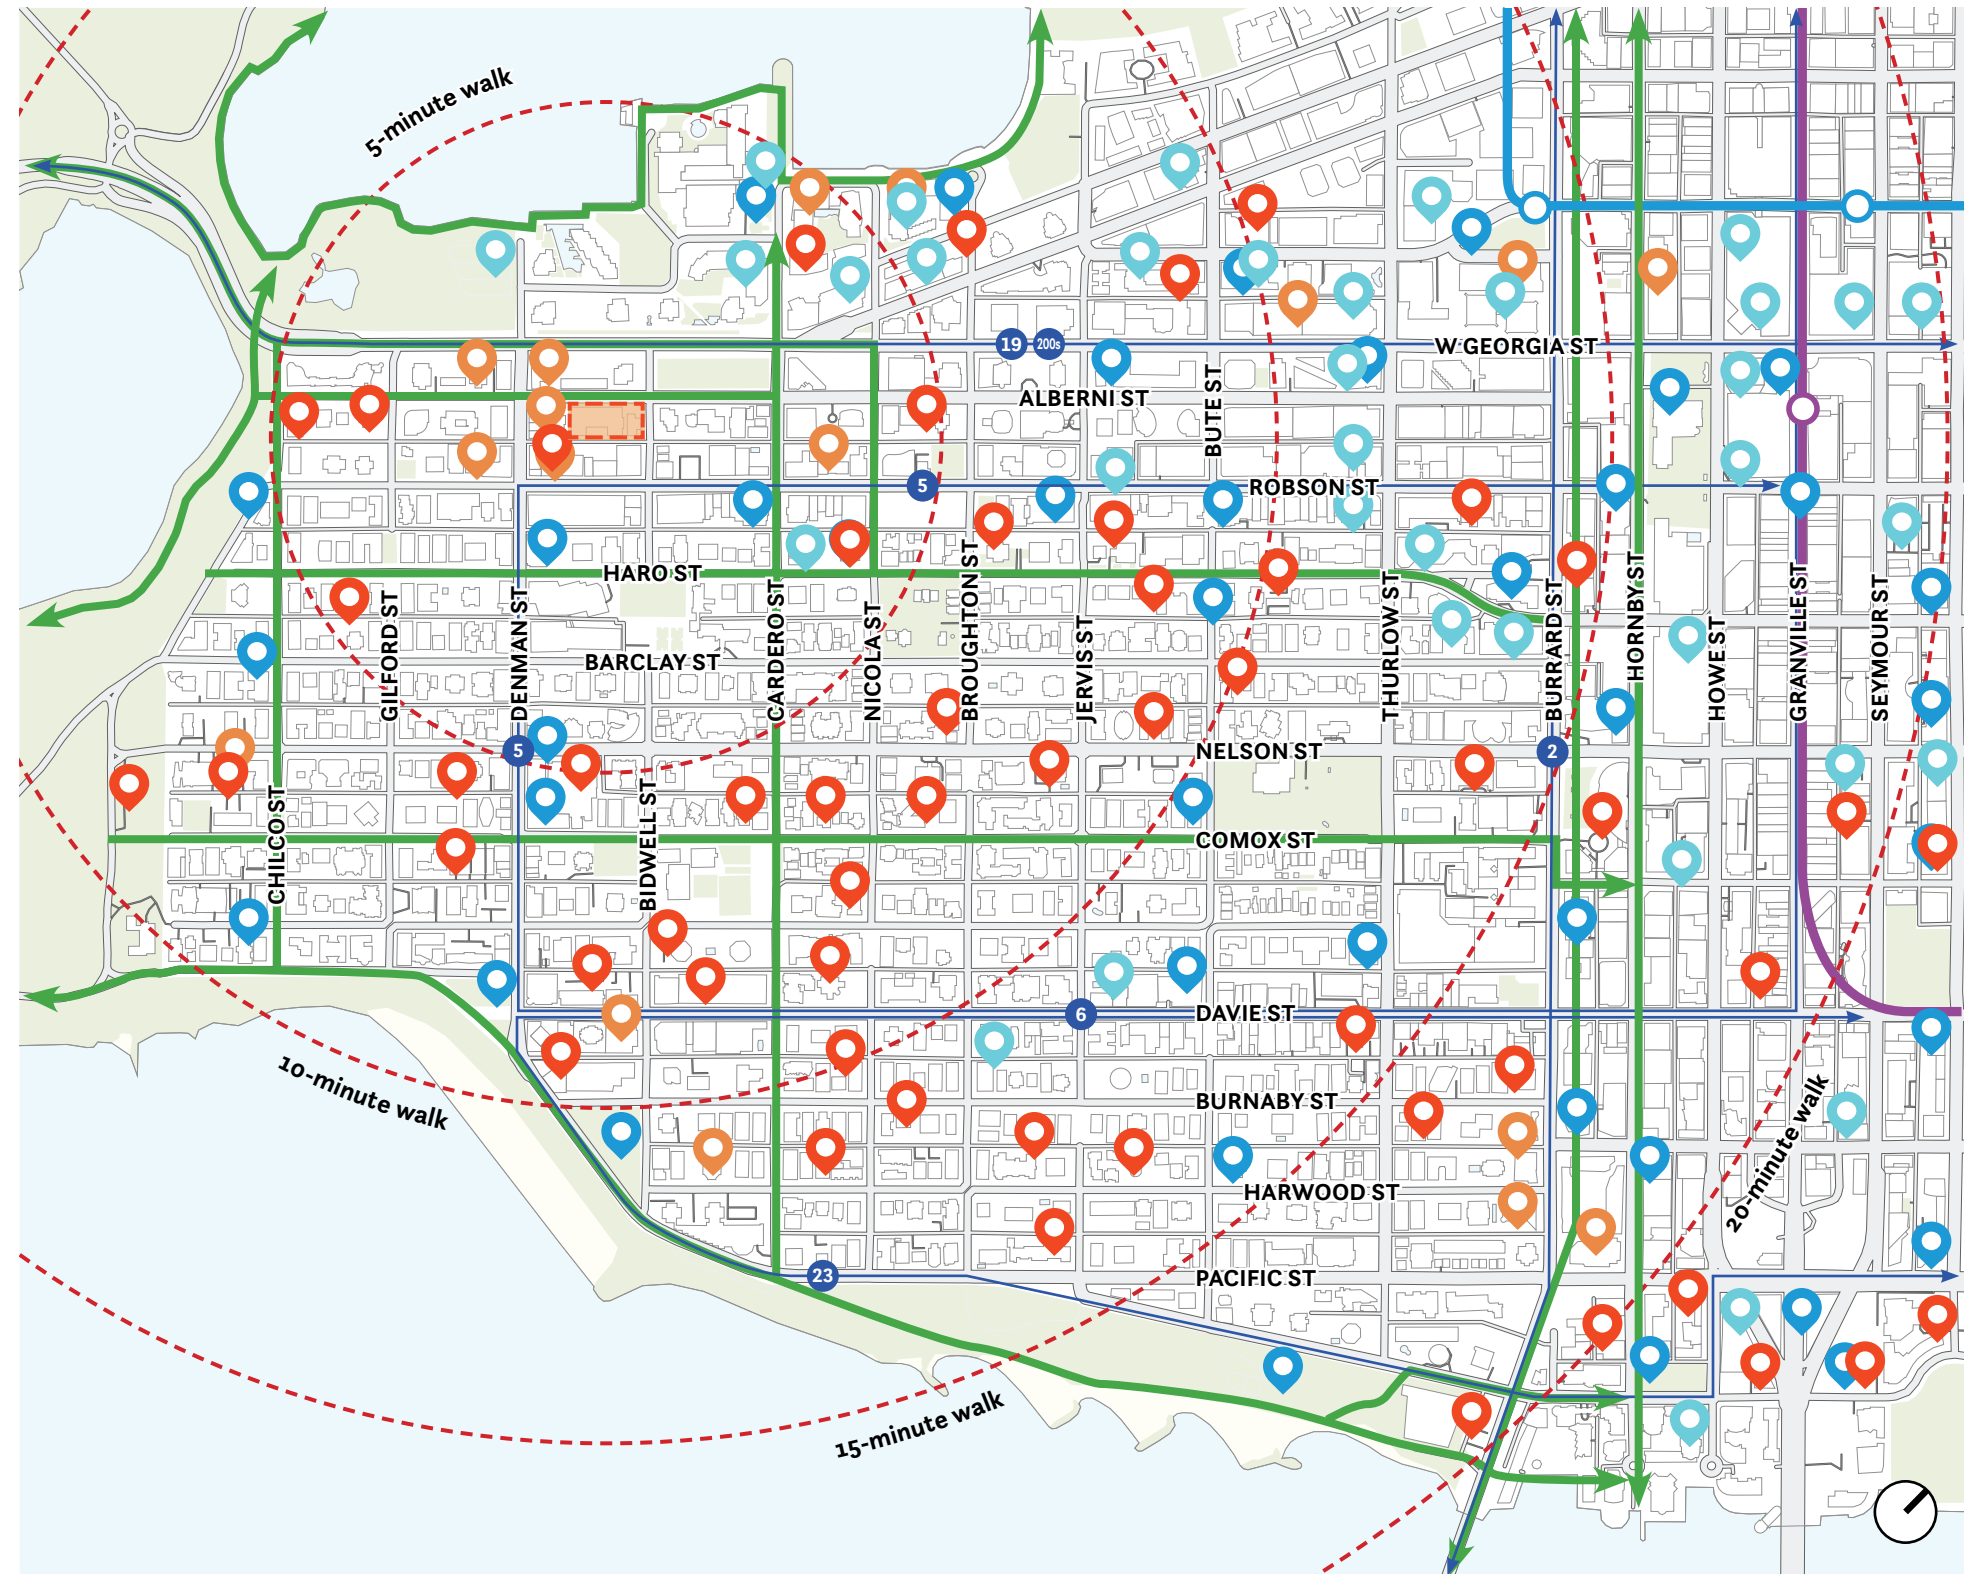 5-minute walk
19
200s
W GEORGIA ST
ALBERNI ST
BUTE ST
5
ROBSON ST
HARO ST
GILFORD ST
DENMAN ST
BARCLAY ST
CARDERO ST
NICOLA ST
BROUGHTON ST
JERVIS ST
THURLOW ST
BURRARD ST
HORNBY ST
HOWE ST
GRANVILLE ST
SEYMOUR ST
5
NELSON ST
2
CHILCO ST
BIDWELL ST
COMOX ST
6
DAVIE ST
10-minute walk
BURNABY ST
20-minute walk
HARWOOD ST
23
PACIFIC ST
15-minute walk